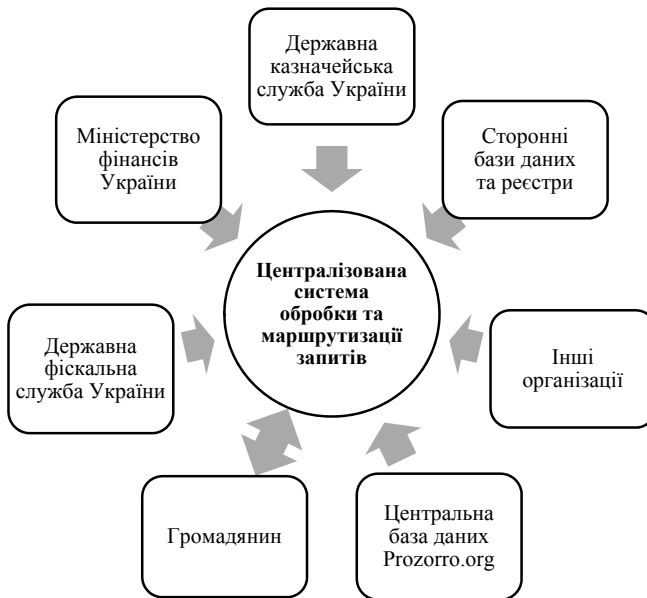 Державна
казначейська
служба України
Міністерство
фінансів
України
Сторонні
бази даних
та реєстри
Централізована
система
обробки та
маршрутизації
запитів
Державна
фіскальна
служба України
Інші
організації
Громадянин
Центральна
база даних
Prozorro.org